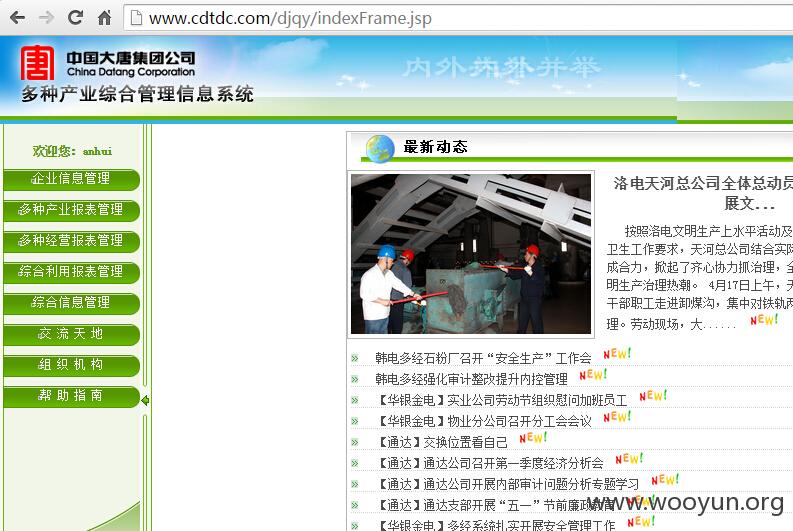 www.cdtdc.com/djqy/indexFrame.jsp
中国大唐集团公司
China Datang Corporation
多种产业综合管理信息系统
内外并举
欢迎您：anhui
企业信息管理
多种产业报表管理
多种经营报表管理
综合利用报表管理
综合信息管理
交流天地
组织机构
帮助指南
最新动态
洛电天河总公司全体总动员
展文...
按照洛电文明生产上水平活动及
卫生工作要求，天河总公司结合实际
成合力，掀起了齐心协力抓治理，全
明生产治理热潮。 4月17日上午，天
干部职工走进卸煤沟，集中对铁轨两
理。劳动现场，大...... NEW!
韩电多经石粉厂召开“安全生产”工作会 NEW!
韩电多经强化审计整改提升内控管理 NEW!
【华银金电】实业公司劳动节组织慰问加班员工 NEW!
【华银金电】物业分公司召开分工会会议 NEW!
【通达】交换位置看自己 NEW!
【通达】通达公司召开第一季度经济分析会 NEW!
【通达】通达公司开展内部审计问题分析专题学习 NEW!
【通达】通达支部开展“五一”节前廉政教育 NEW!
【华银金电】多经系统扎实开展安全管理工作 NEW!
www.wooyun.org